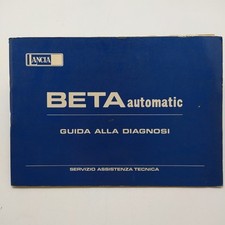 LANCIA
BETA automatic
GUIDA ALLA DIAGNOSI
SERVIZIO ASSISTENZA TECNICA